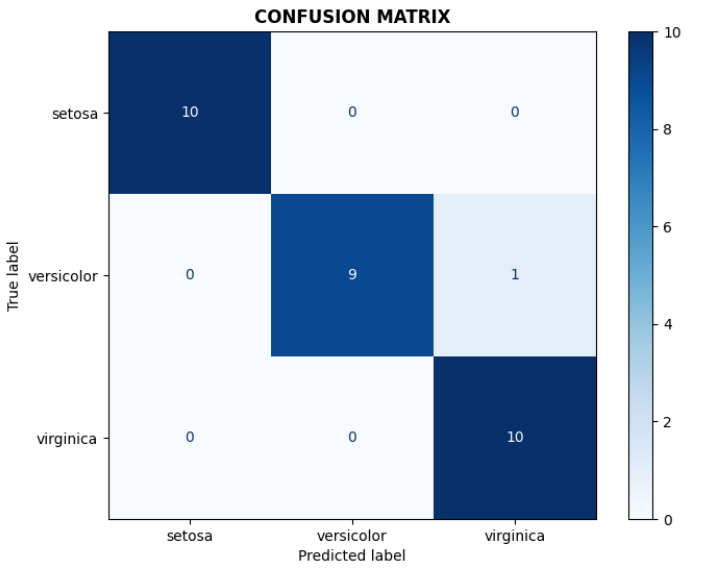 CONFUSION MATRIX
setosa
10 0 0
versicolor
0 9 1
virginica
0 0 10
True label
setosa versicolor virginica
Predicted label
10
8
6
4
2
0